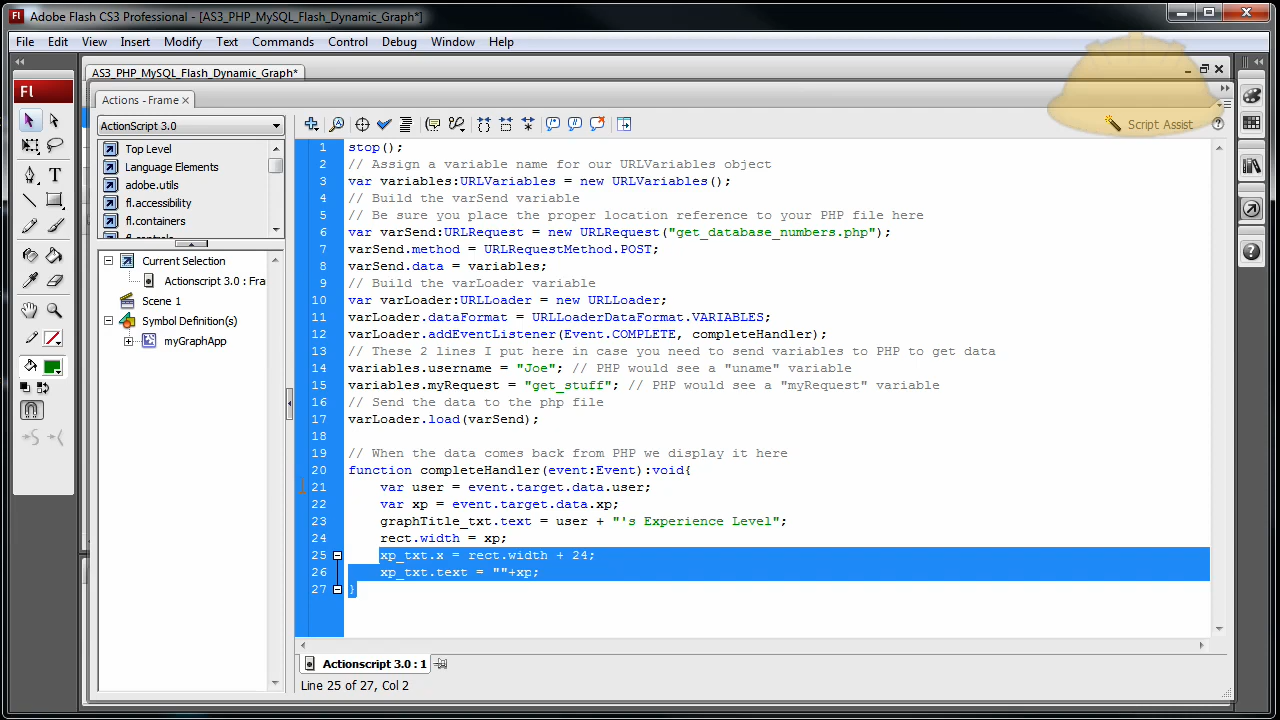 Fl Adobe Flash CS3 Professional - [AS3_PHP_MySQL_Flash_Dynamic_Graph*]
File Edit View Insert Modify Text Commands Control Debug Window Help
AS3_PHP_MySQL_Flash_Dynamic_Graph*
Fl
Actions - Frame
ActionScript 3.0
Script Assist
Top Level
Language Elements
adobe.utils
fl.accessibility
fl.containers
fl.controls
Current Selection
Actionscript 3.0 : Fra
Scene 1
Symbol Definition(s)
myGraphApp
1 stop();
2 // Assign a variable name for our URLVariables object
3 var variables:URLVariables = new URLVariables();
4 // Build the varSend variable
5 // Be sure you place the proper location reference to your PHP file here
6 var varSend:URLRequest = new URLRequest("get_database_numbers.php");
7 varSend.method = URLRequestMethod.POST;
8 varSend.data = variables;
9 // Build the varLoader variable
10 var varLoader:URLLoader = new URLLoader;
11 varLoader.dataFormat = URLLoaderDataFormat.VARIABLES;
12 varLoader.addEventListener(Event.COMPLETE, completeHandler);
13 // These 2 lines I put here in case you need to send variables to PHP to get data
14 variables.username = "Joe"; // PHP would see a "uname" variable
15 variables.myRequest = "get_stuff"; // PHP would see a "myRequest" variable
16 // Send the data to the php file
17 varLoader.load(varSend);
18
19 // When the data comes back from PHP we display it here
20 function completeHandler(event:Event):void{
21 var user = event.target.data.user;
22 var xp = event.target.data.xp;
23 graphTitle_txt.text = user + "'s Experience Level";
24 rect.width = xp;
25 xp_txt.x = rect.width + 24;
26 xp_txt.text = ""+xp;
27 }
Actionscript 3.0 : 1
Line 25 of 27, Col 2